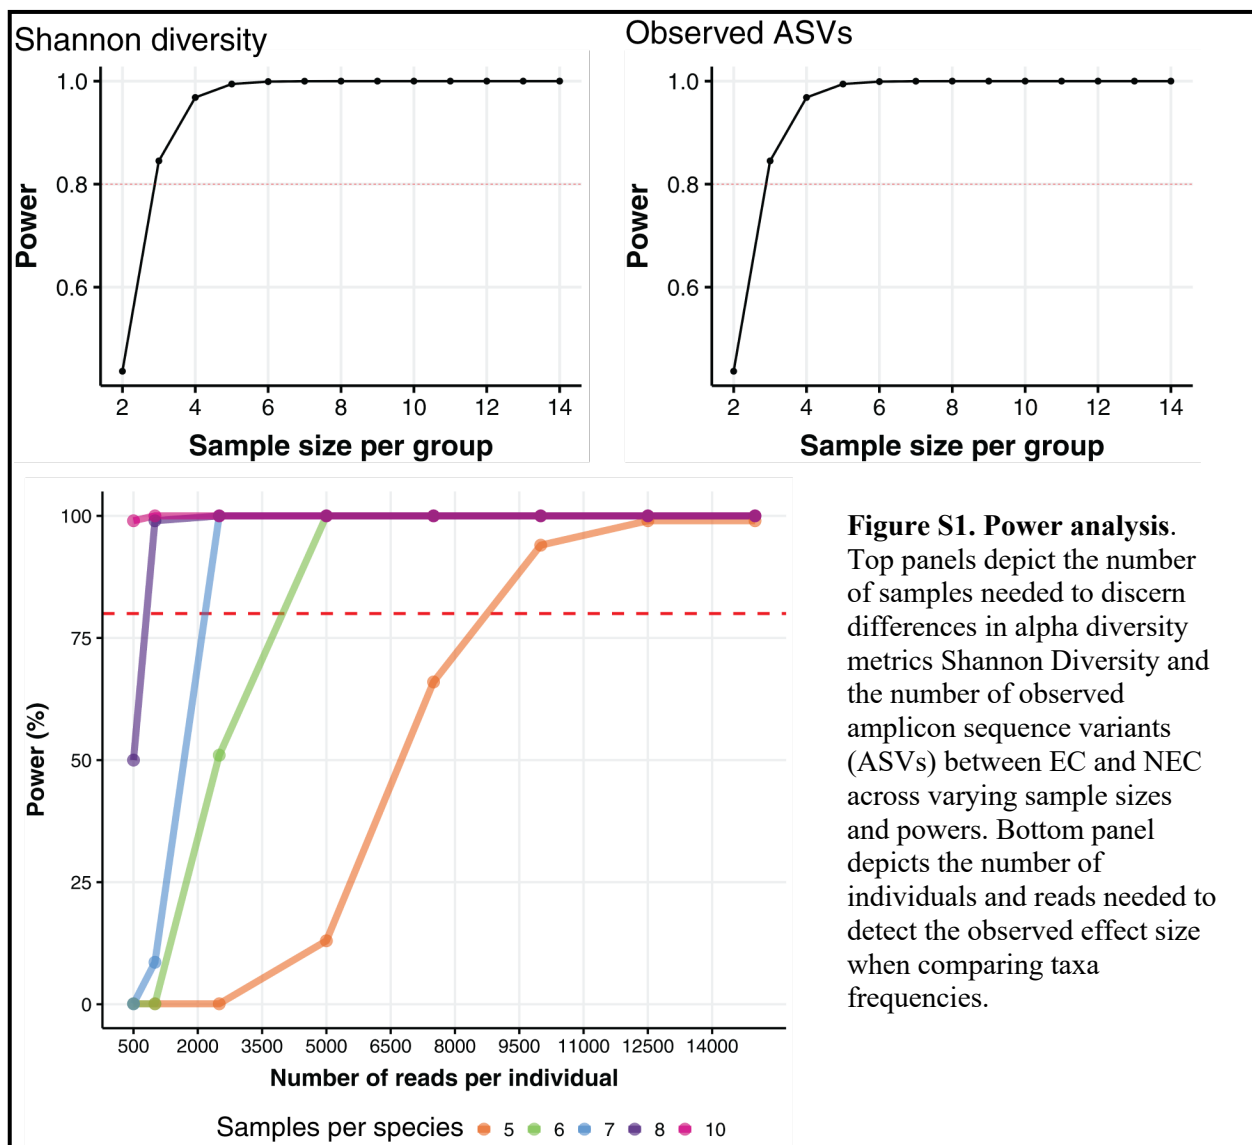 Shannon diversity
1.0
0.8
0.6
Power
2 4 6 8 10 12 14
Sample size per group
Observed ASVs
1.0
0.8
0.6
Power
2 4 6 8 10 12 14
Sample size per group
100
75
50
25
0
Power (%)
500 2000 3500 5000 6500 8000 9500 11000 12500 14000
Number of reads per individual
Samples per species 5 6 7 8 10
Figure S1. Power analysis.
Top panels depict the number
of samples needed to discern
differences in alpha diversity
metrics Shannon Diversity and
the number of observed
amplicon sequence variants
(ASVs) between EC and NEC
across varying sample sizes
and powers. Bottom panel
depicts the number of
individuals and reads needed to
detect the observed effect size
when comparing taxa
frequencies.